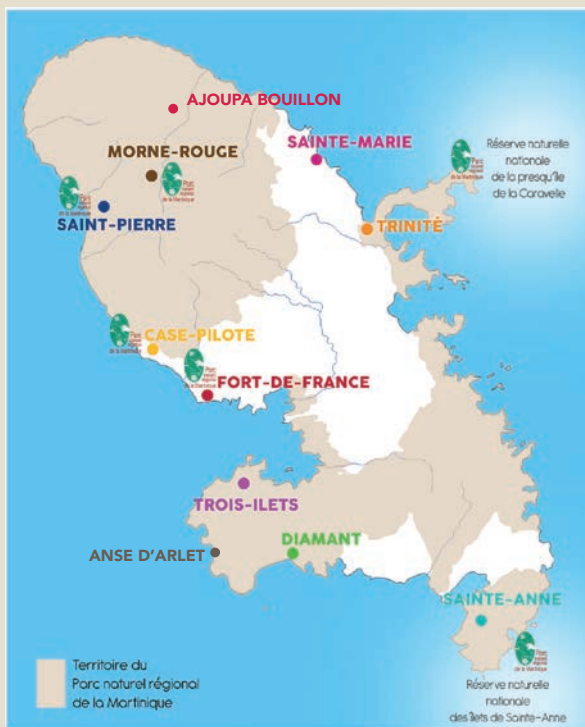 AJOUPA BOUILLON
MORNE-ROUGE
SAINTE-MARIE
Réserve naturelle
nationale
de la presqu'île
de la Caravelle
SAINT-PIERRE
TRINITÉ
CASE-PILOTE
FORT-DE-FRANCE
TROIS-ILETS
ANSE D'ARLET
DIAMANT
SAINTE-ANNE
Territoire du
Parc naturel régional
de la Martinique
Réserve naturelle
nationale
des îlets de Sainte-Anne